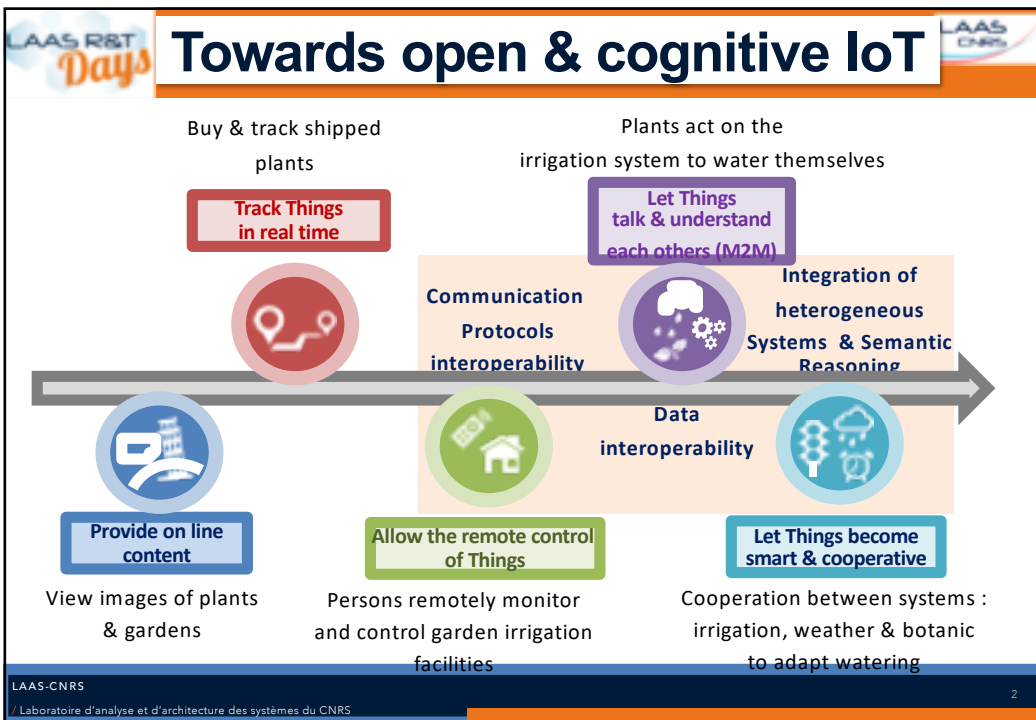 LAAS R&T
Days
Towards open & cognitive IoT
LAAS
CNRS
Buy & track shipped
plants
Plants act on the
irrigation system to water themselves
Track Things
in real time
Let Things
talk & understand
each others (M2M)
Communication
Protocols
interoperability
Integration of
heterogeneous
Systems & Semantic
Reasoning
Data
interoperability
Provide on line
content
Allow the remote control
of Things
Let Things become
smart & cooperative
View images of plants
& gardens
Persons remotely monitor
and control garden irrigation
facilities
Cooperation between systems :
irrigation, weather & botanic
to adapt watering
LAAS-CNRS
/ Laboratoire d'analyse et d'architecture des systèmes du CNRS
2